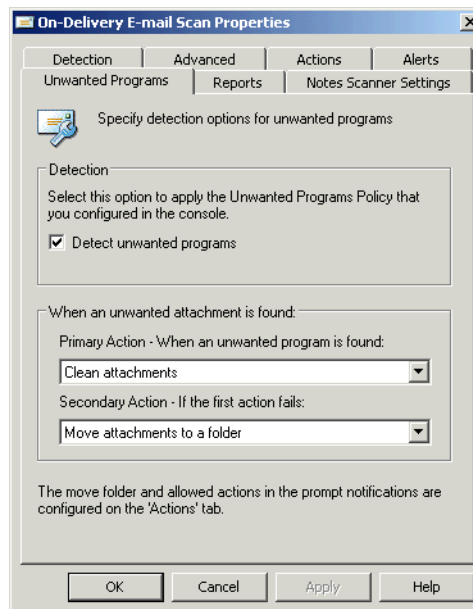 On-Delivery E-mail Scan Properties
Detection Advanced Actions Alerts
Unwanted Programs Reports Notes Scanner Settings
Specify detection options for unwanted programs
Detection
Select this option to apply the Unwanted Programs Policy that
you configured in the console.
Detect unwanted programs
When an unwanted attachment is found:
Primary Action - When an unwanted program is found:
Clean attachments
Secondary Action - If the first action fails:
Move attachments to a folder
The move folder and allowed actions in the prompt notifications are
configured on the 'Actions' tab.
OK Cancel Apply Help